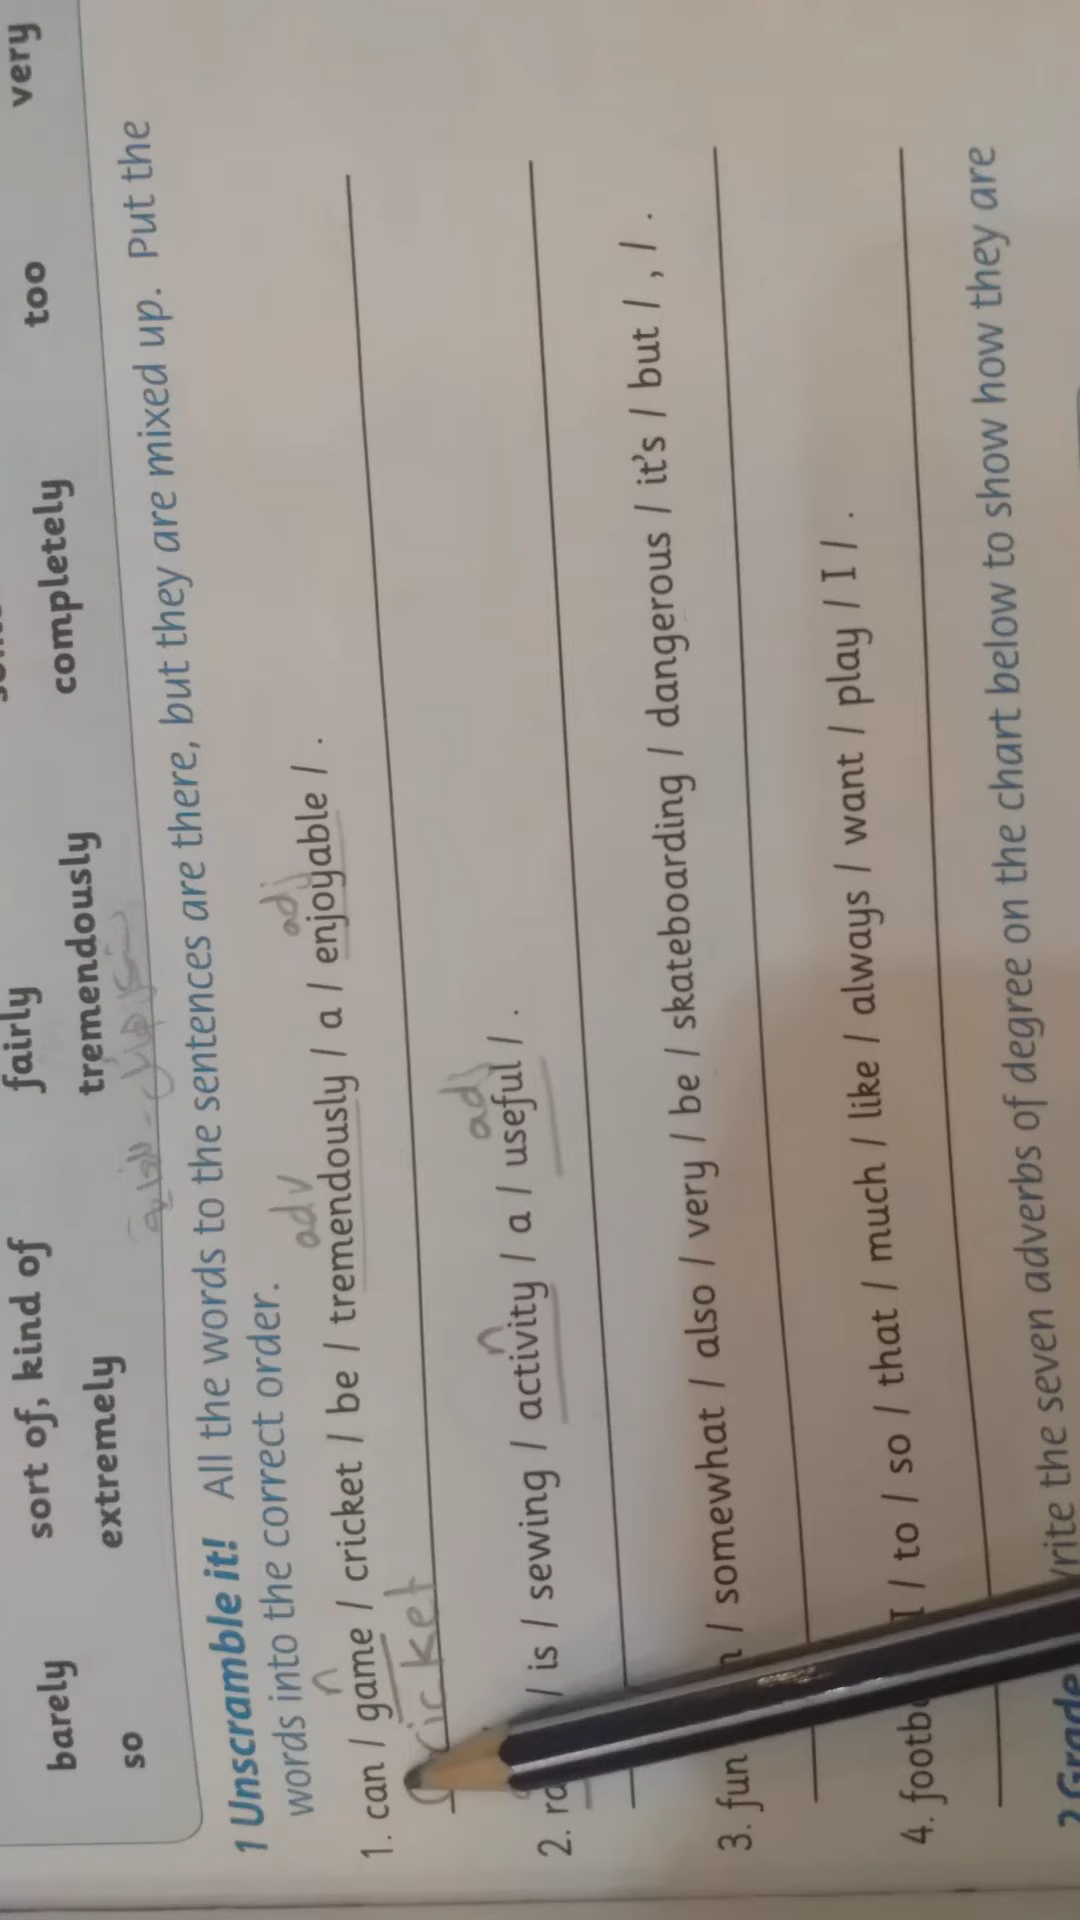 fairly very
barely sort of, kind of too
so extremely tremendously completely
1 Unscramble it! All the words to the sentences are there, but they are mixed up. Put the
words into the correct order.
adv adj
n
1. can / game / cricket / be / tremendously / a / enjoyable / .
Cricket
n adj
2. / is / sewing / activity / a / useful / .
3. fun / somewhat / also / very / be / skateboarding / dangerous / it's / but / , / .
4. I / to / so / that / much / like / always / want / play / I / .
2 Grade the seven adverbs of degree on the chart below to show how they are